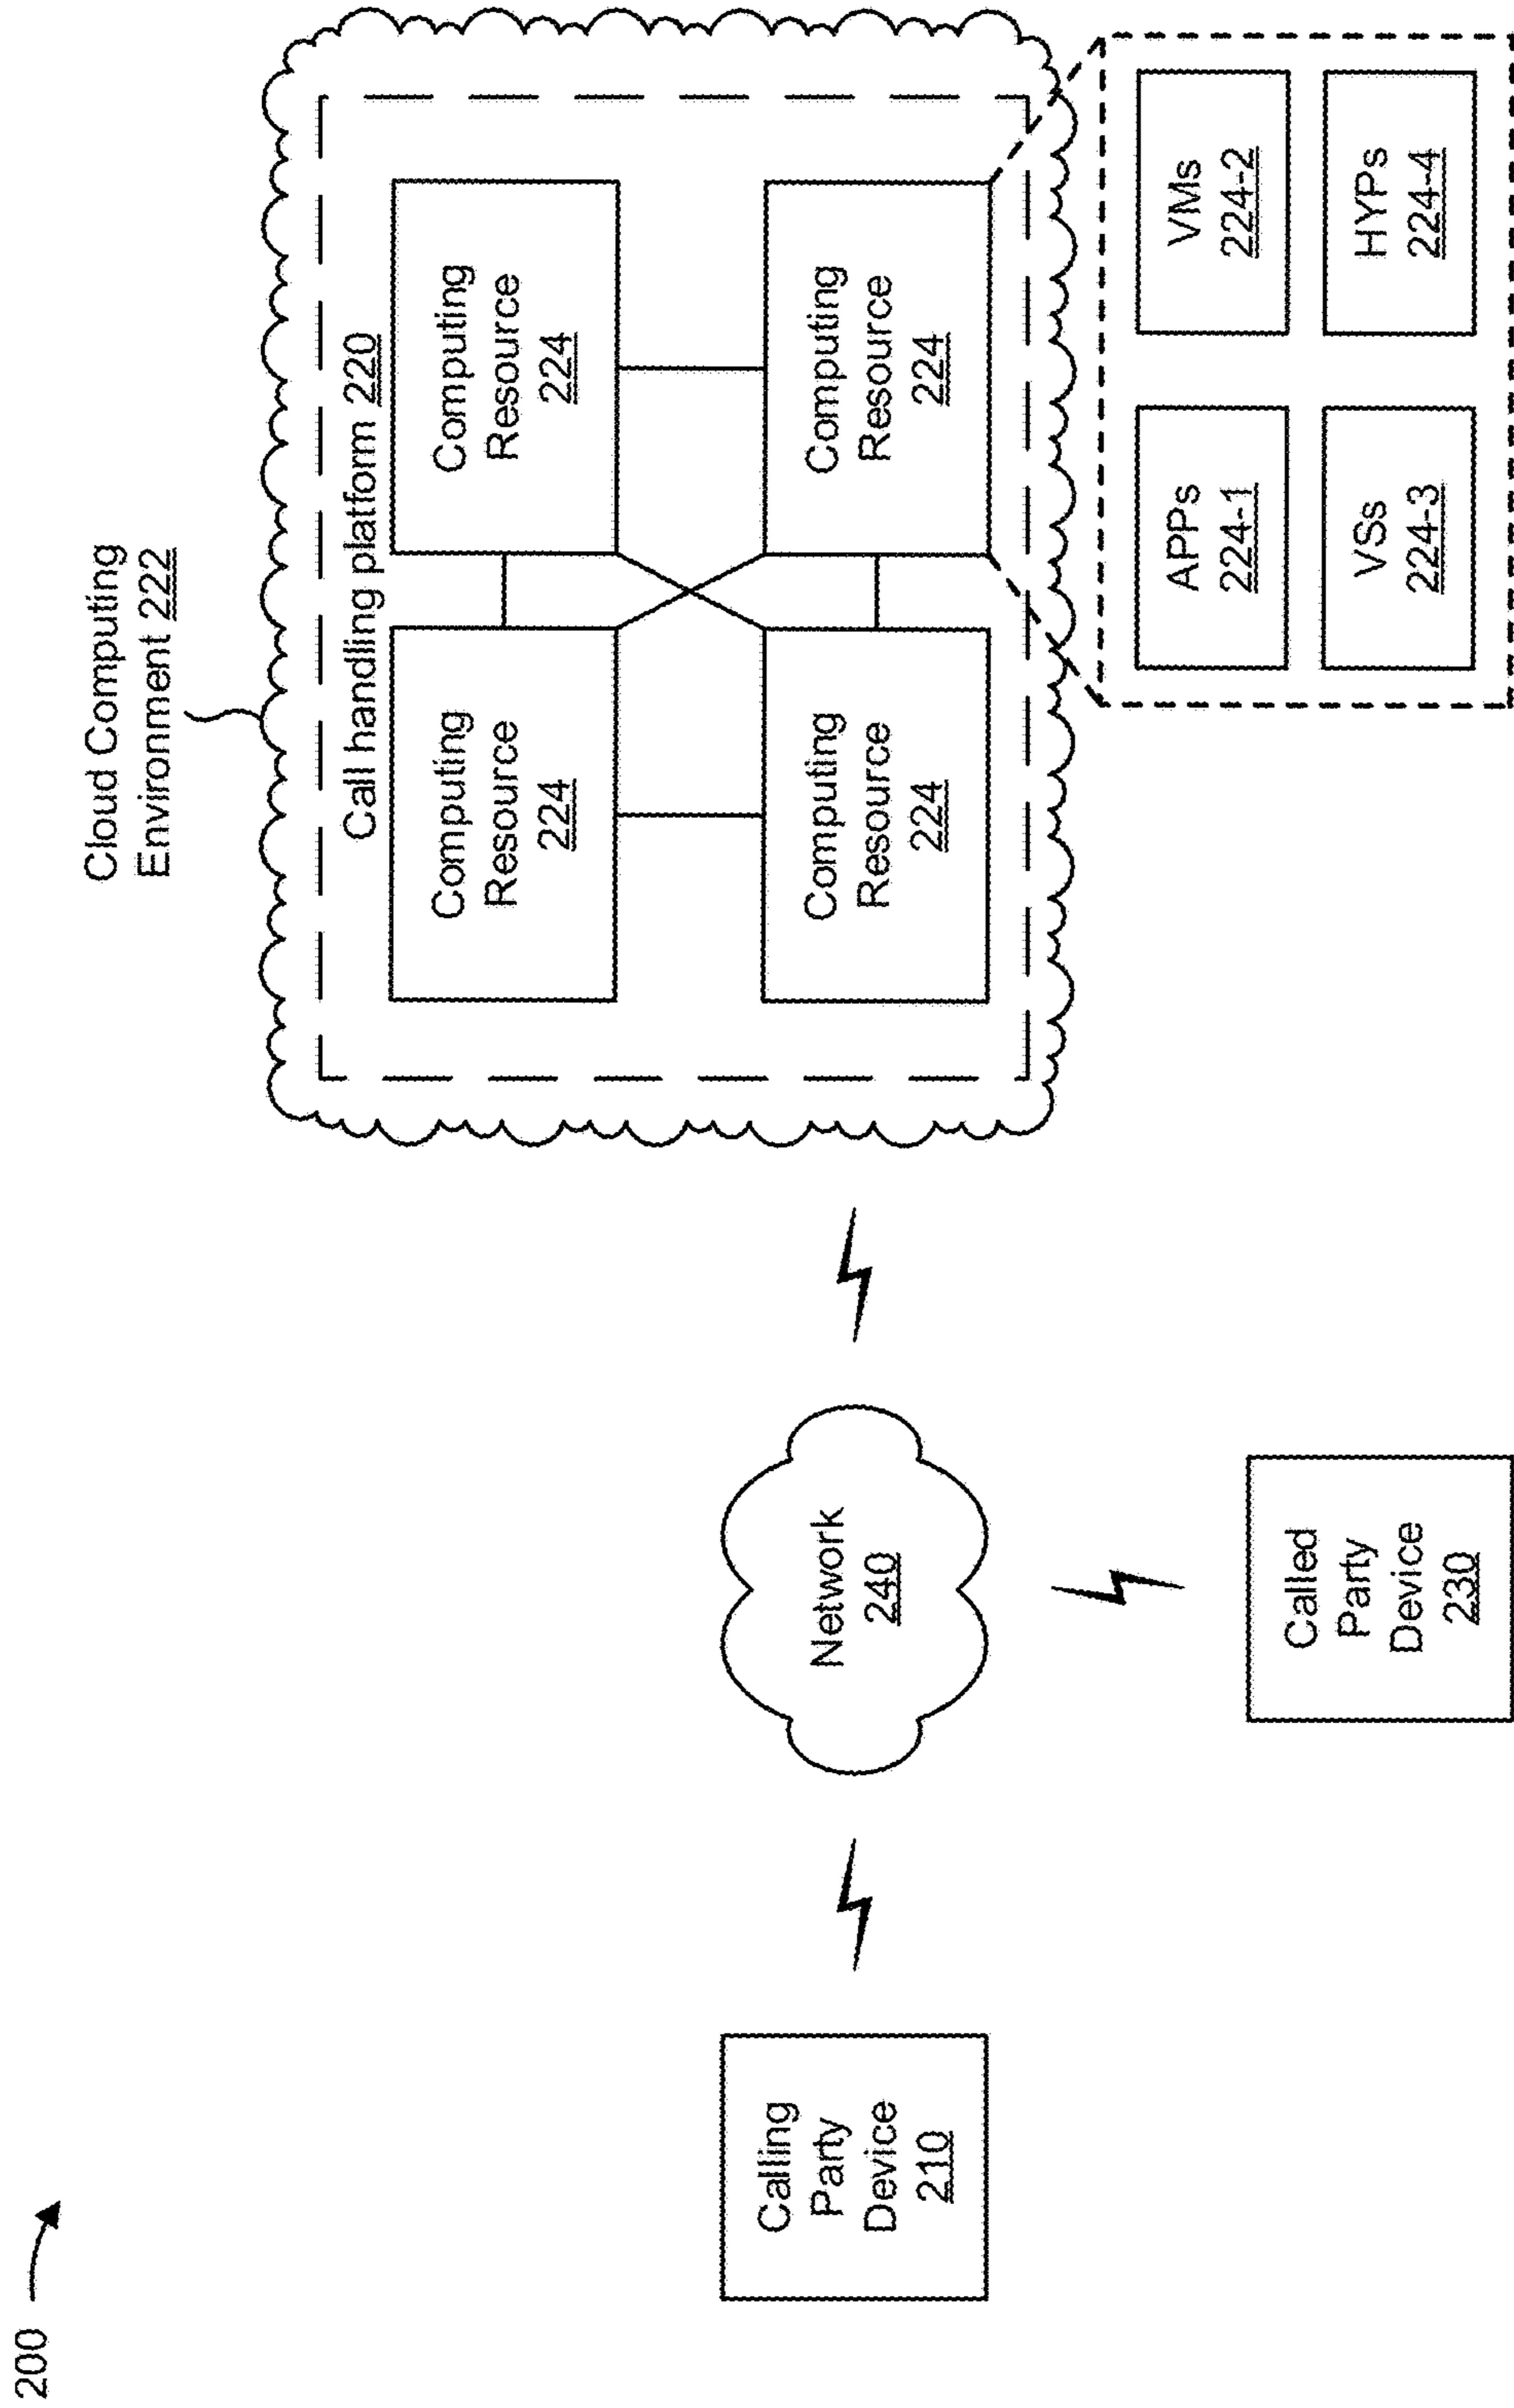 200
Cloud Computing
Environment 222
Call handling platform 220
Computing
Resource
224
Computing
Resource
224
Computing
Resource
224
Computing
Resource
224
Calling
Party
Device
210
Network
240
Called
Party
Device
230
APPs
224-1
VMs
224-2
VSs
224-3
HYPs
224-4